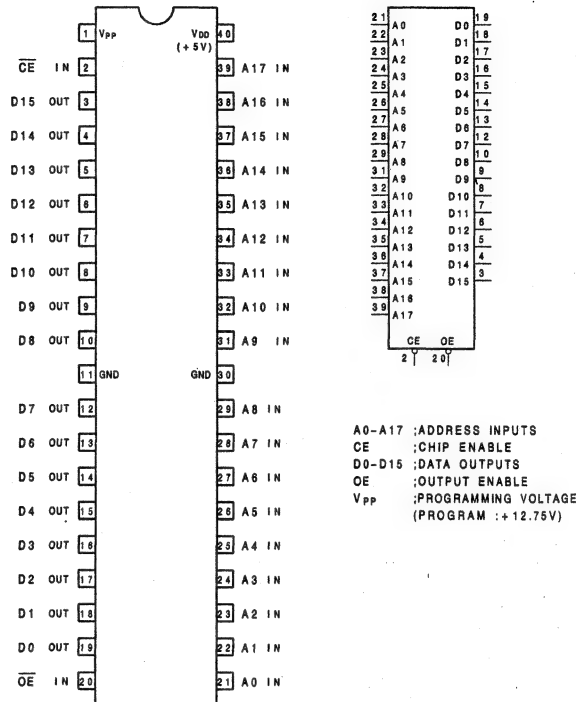 1 VPP VDD 40
(+5V)
CE IN 2 39 A17 IN
D15 OUT 3 38 A16 IN
D14 OUT 4 37 A15 IN
D13 OUT 5 36 A14 IN
D12 OUT 6 35 A13 IN
D11 OUT 7 34 A12 IN
D10 OUT 8 33 A11 IN
D9 OUT 9 32 A10 IN
D8 OUT 10 31 A9 IN
11 GND GND 30
D7 OUT 12 29 A8 IN
D6 OUT 13 28 A7 IN
D5 OUT 14 27 A6 IN
D4 OUT 15 26 A5 IN
D3 OUT 16 25 A4 IN
D2 OUT 17 24 A3 IN
D1 OUT 18 23 A2 IN
D0 OUT 19 22 A1 IN
OE IN 20 21 A0 IN
21 A0 D0 19
22 A1 D1 18
23 A2 D2 17
24 A3 D3 16
25 A4 D4 15
26 A5 D5 14
27 A6 D6 13
28 A7 D7 12
29 A8 D8 10
31 A9 D9 9
32 A10 D10 8
33 A11 D11 7
34 A12 D12 6
35 A13 D13 5
36 A14 D14 4
37 A15 D15 3
38 A16
39 A17
CE OE
2 20
A0-A17 ;ADDRESS INPUTS
CE ;CHIP ENABLE
D0-D15 ;DATA OUTPUTS
OE ;OUTPUT ENABLE
VPP ;PROGRAMMING VOLTAGE
(PROGRAM :+12.75V)